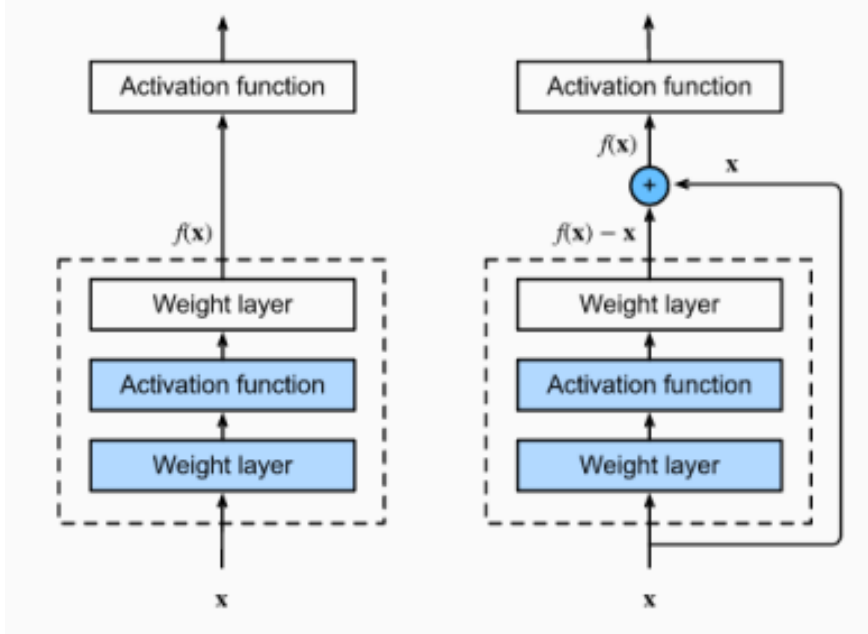 Activation function
f(x)
Weight layer
Activation function
Weight layer
x
Activation function
f(x)
x
+
f(x) − x
Weight layer
Activation function
Weight layer
x